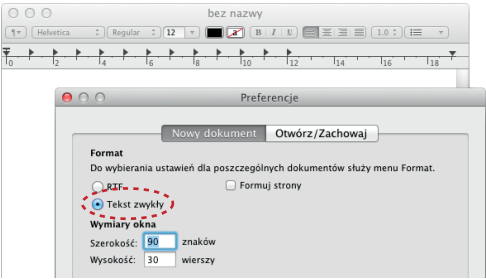 bez nazwy
¶ Helvetica Regular 12 a B I U 1.0
0 2 4 6 8 10 12 14 16 18
Preferencje
Nowy dokument Otwórz/Zachowaj
Format
Do wybierania ustawień dla poszczególnych dokumentów służy menu Format.
RTF Formuj strony
Tekst zwykły
Wymiary okna
Szerokość: 90 znaków
Wysokość: 30 wierszy